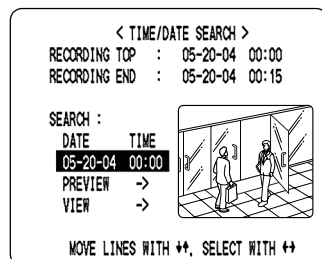 < TIME/DATE SEARCH >
RECORDING TOP : 05-20-04 00:00
RECORDING END : 05-20-04 00:15
SEARCH :
DATE TIME
05-20-04 00:00
PREVIEW ->
VIEW ->
MOVE LINES WITH ↓↑, SELECT WITH ←→